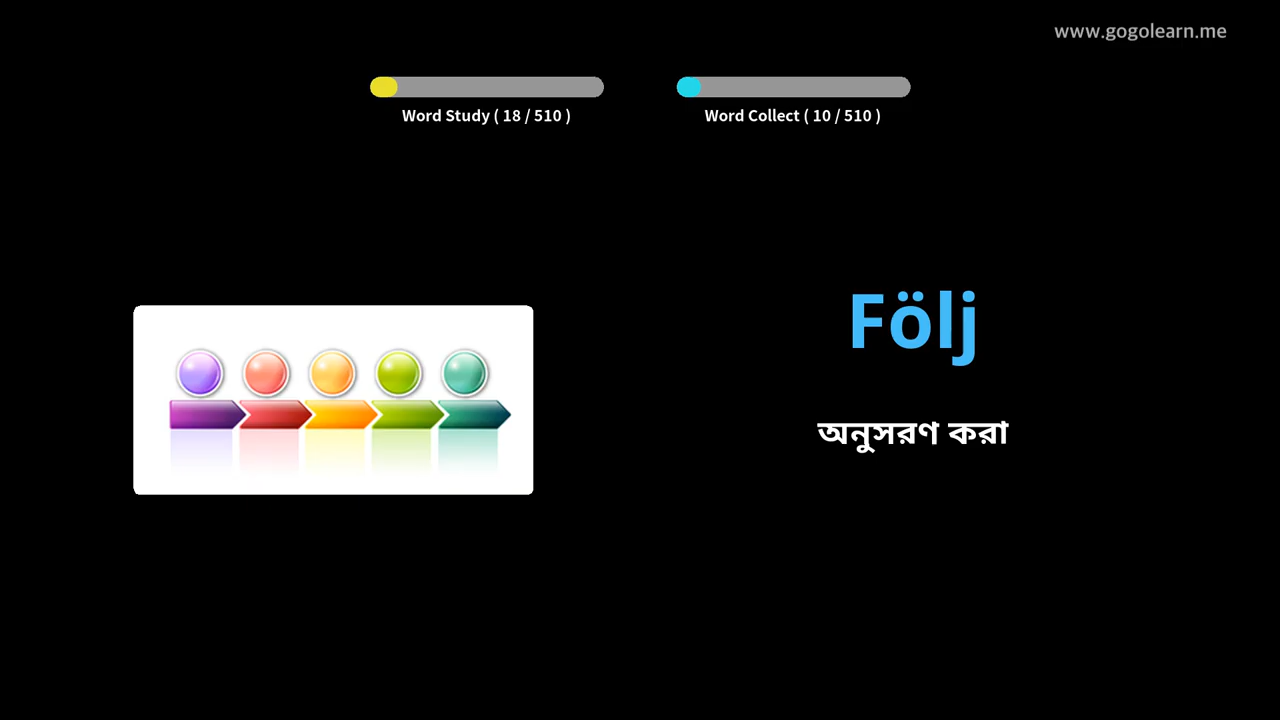 www.gogolearn.me
Word Study ( 18 / 510 )
Word Collect ( 10 / 510 )
Följ
অনুসরণ করা